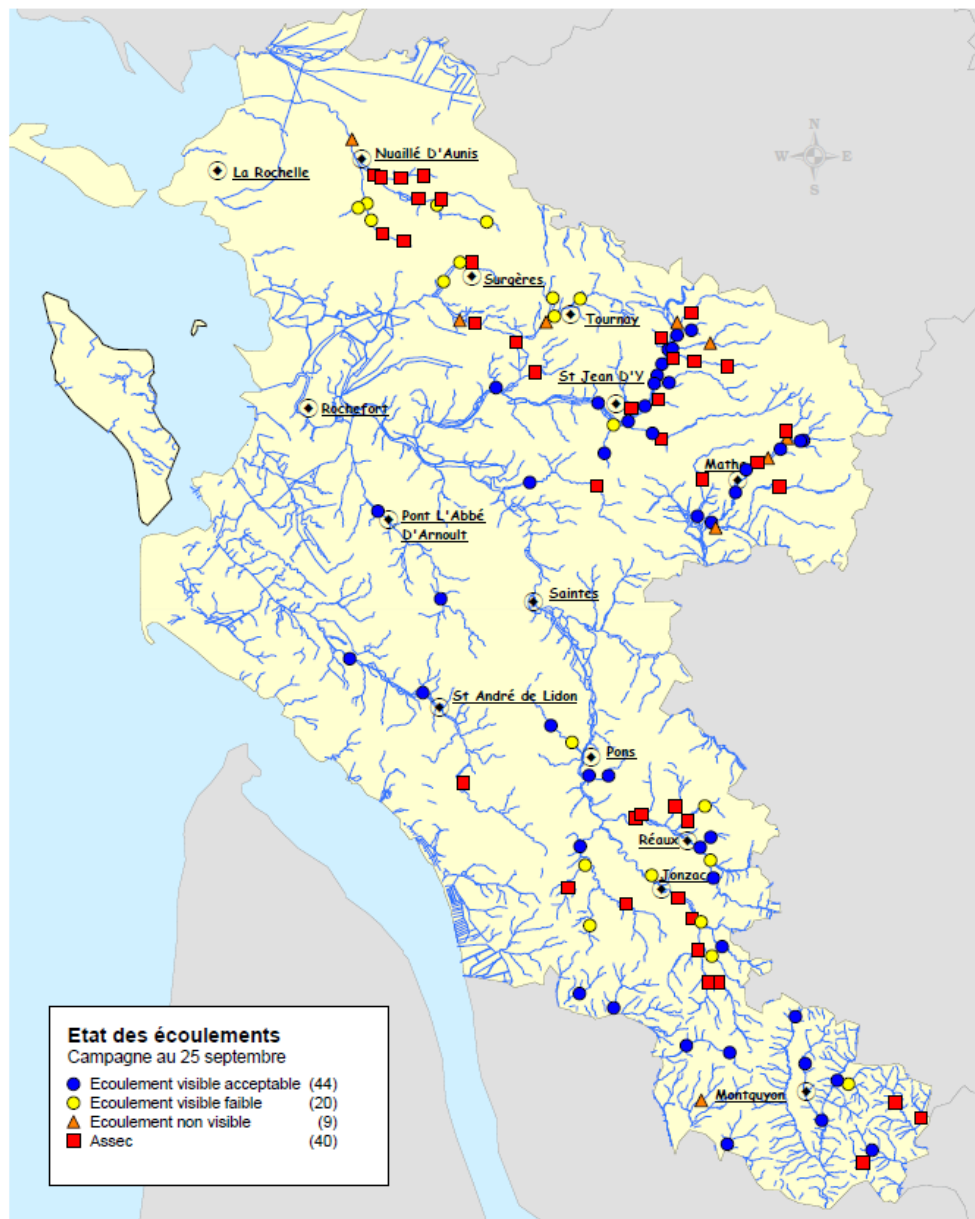 N
W E
S
Nuaillé D'Aunis
La Rochelle
Surgères
Tournay
St Jean D'Y
Rochefort
Matha
Pont L'Abbé
D'Arnoult
Saintes
St André de Lidon
Pons
Réaux
Jonzac
Montguyon
Etat des écoulements
Campagne au 25 septembre
Ecoulement visible acceptable (44)
Ecoulement visible faible (20)
Ecoulement non visible (9)
Assec (40)